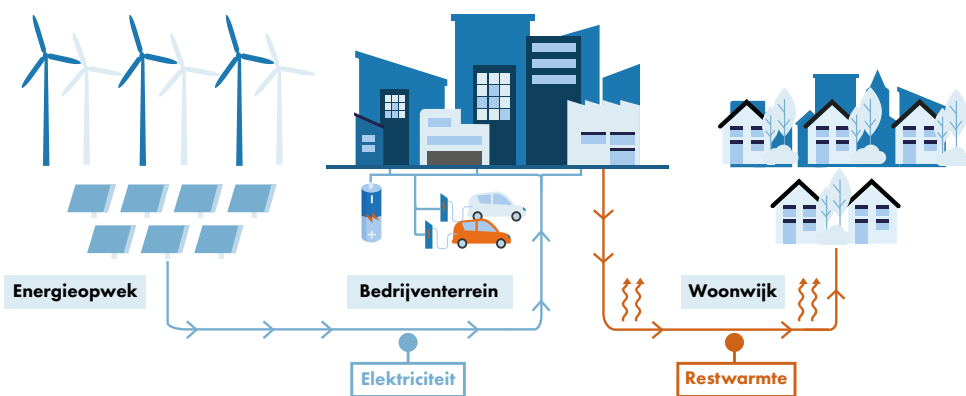 Energieopwek
Bedrijventerrein
Woonwijk
Elektriciteit
Restwarmte